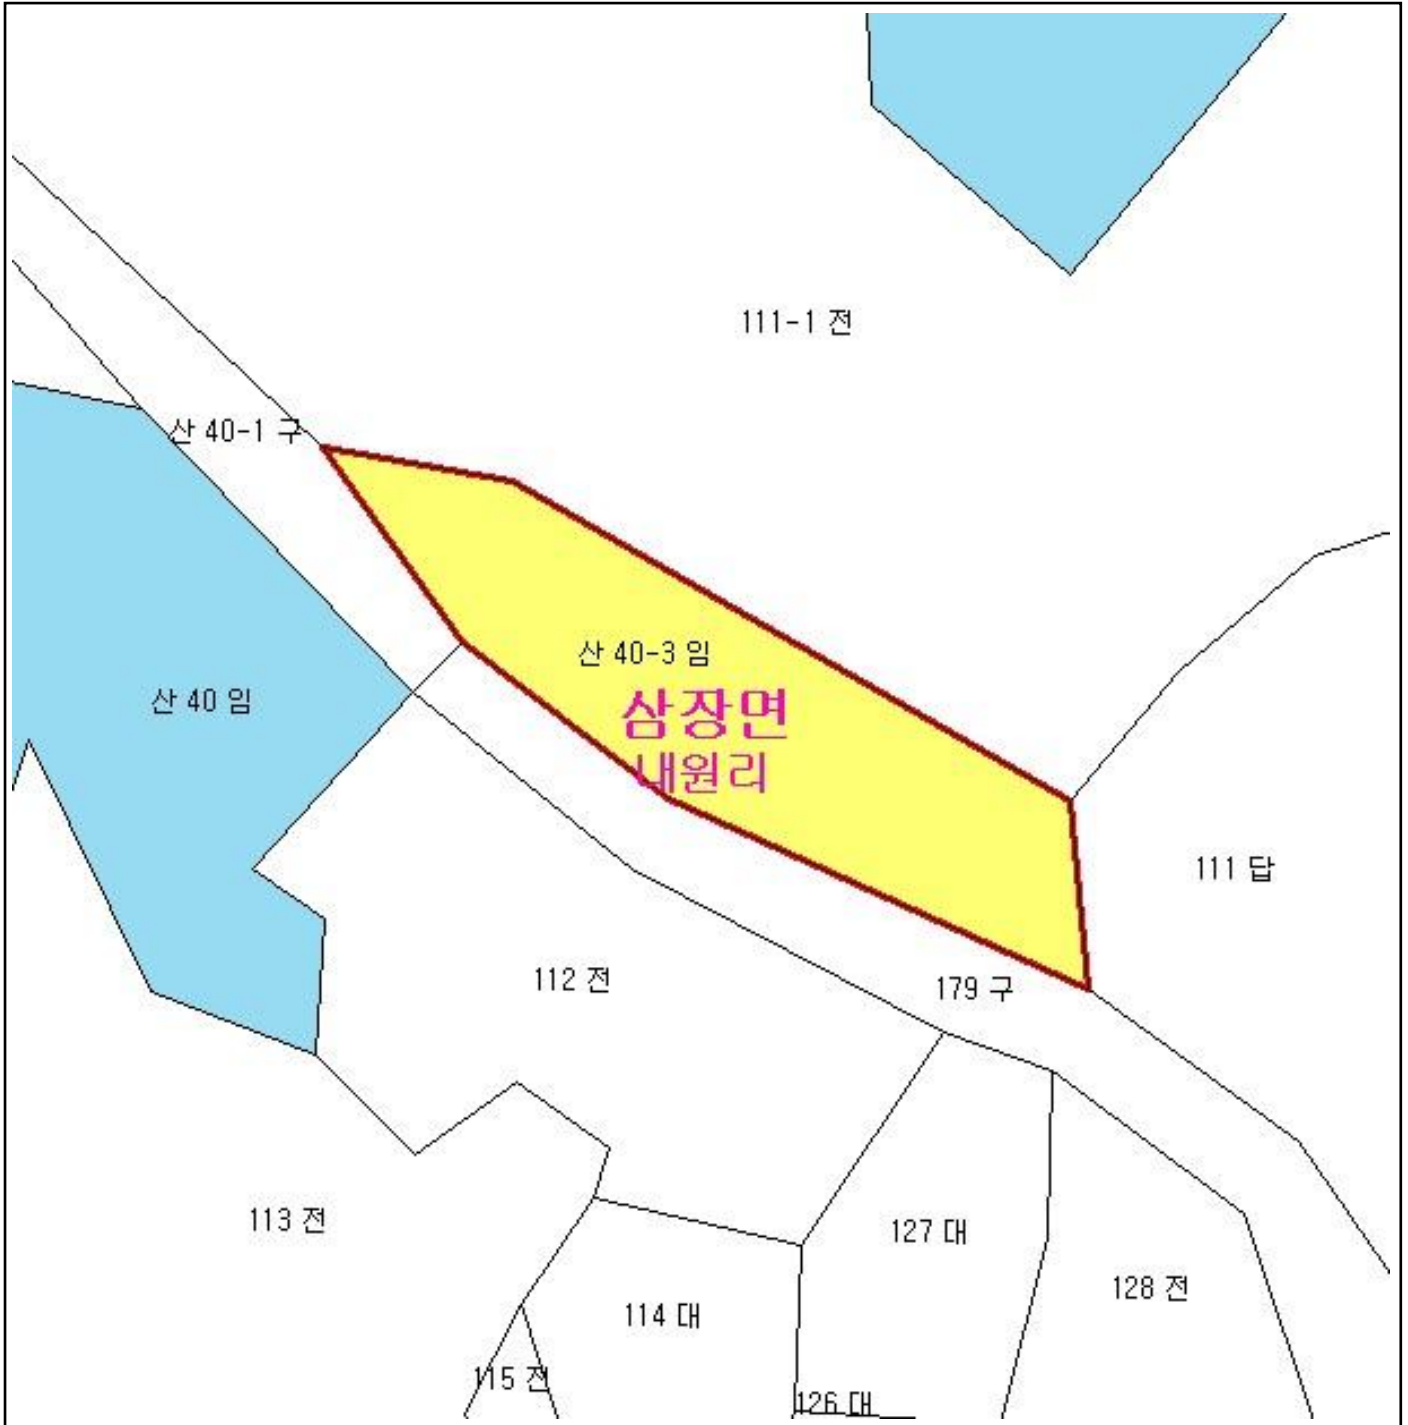 111-1 전
산 40-1 구
산 40-3 임
산 40 임
삼장면
내원리
111 답
112 전
179 구
113 전
127 대
128 전
114 대
115 전
126 대